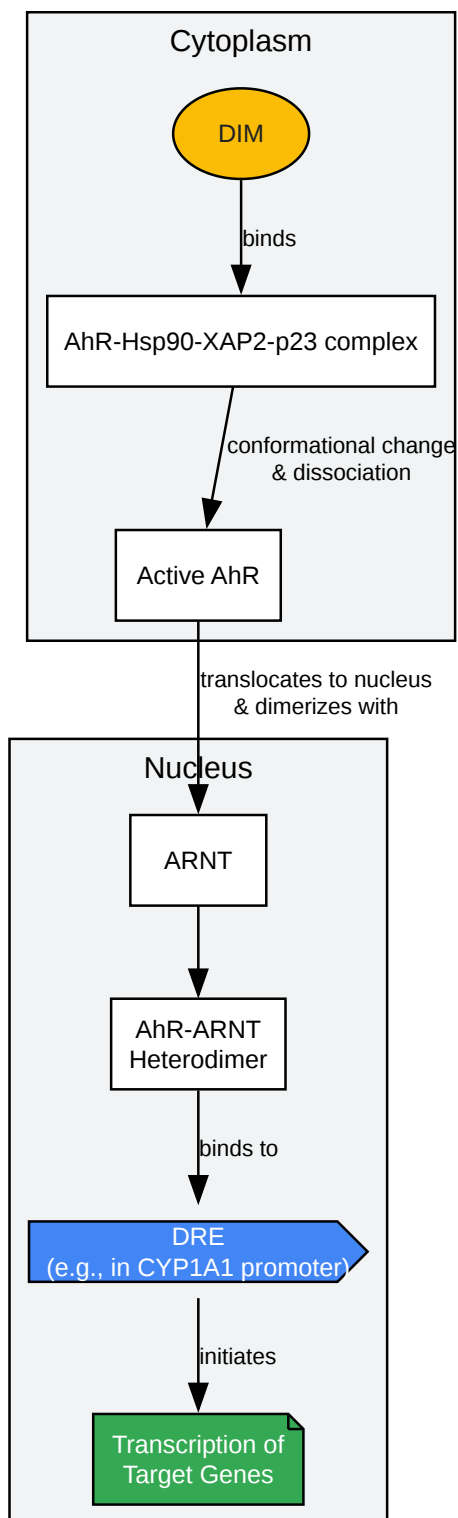 Cytoplasm
DIM
binds
AhR-Hsp90-XAP2-p23 complex
conformational change
& dissociation
Active AhR
translocates to nucleus
& dimerizes with
Nucleus
ARNT
AhR-ARNT
Heterodimer
binds to
DRE
(e.g., in CYP1A1 promoter)
initiates
Transcription of
Target Genes